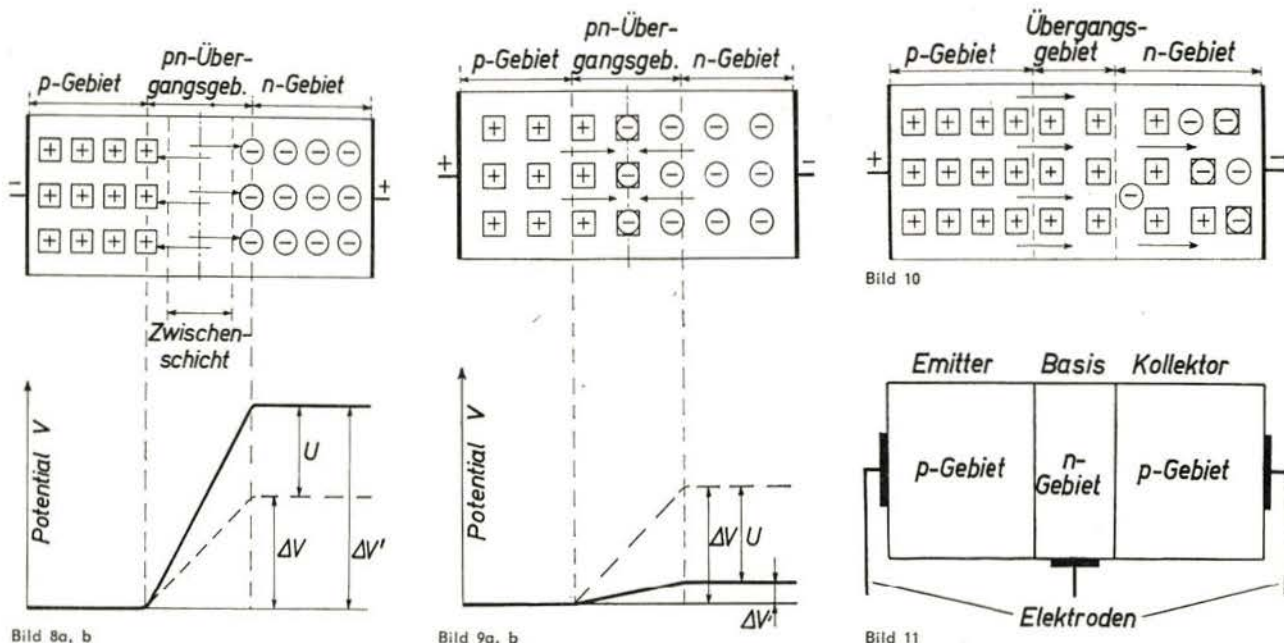 pn-Über-
p-Gebiet gangsgeb. n-Gebiet
− + + + + − − − − +
+ + + + − − − −
+ + + + − − − −
Zwischen-
schicht
Potential V
U
ΔV
ΔV'
Bild 8a, b
pn-Über-
p-Gebiet gangsgeb. n-Gebiet
+ + + + − − − − −
+ + + − − − −
+ + + − − − −
Potential V
ΔV
U
ΔV'
Bild 9a, b
Übergangs-
p-Gebiet gebiet n-Gebiet
+ + + + + + + + − −
+ + + + + + + + − − −
−
+ + + + + + + + −
Bild 10
Emitter Basis Kollektor
p-Gebiet n-
Gebiet p-Gebiet
Elektroden
Bild 11